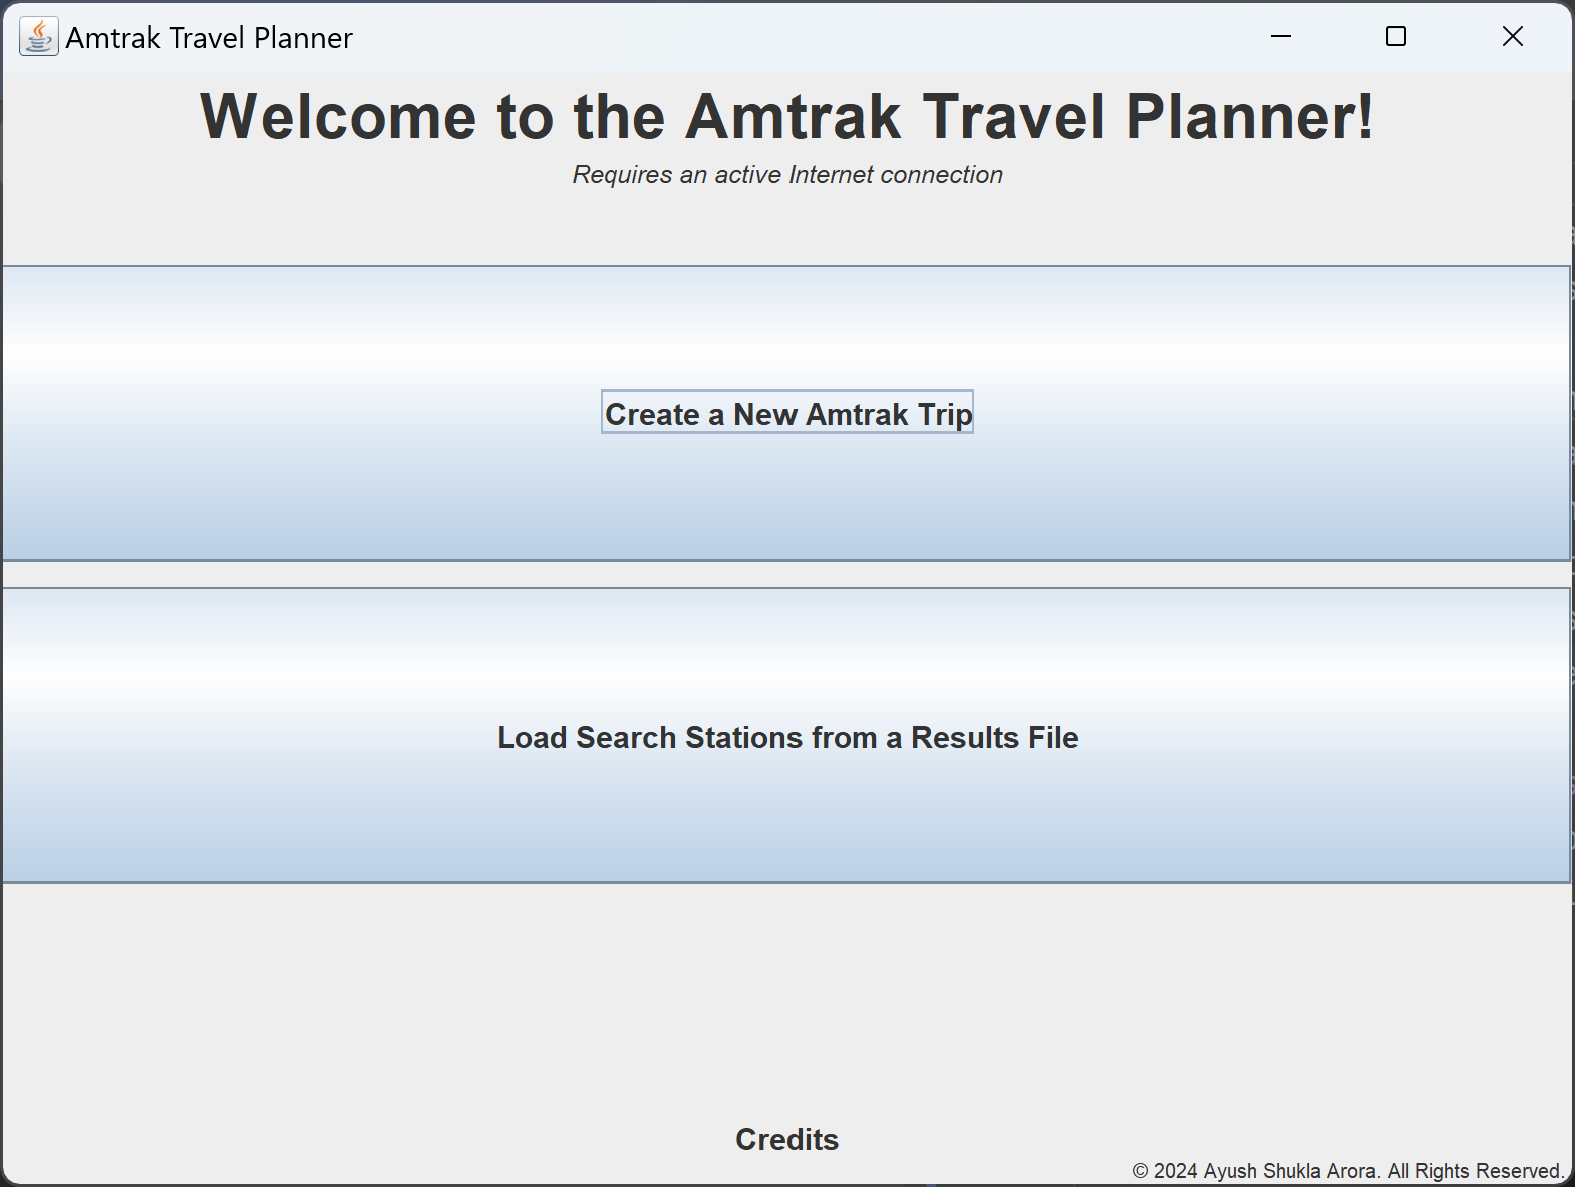 Amtrak Travel Planner
Welcome to the Amtrak Travel Planner!
Requires an active Internet connection
Create a New Amtrak Trip
Load Search Stations from a Results File
Credits
© 2024 Ayush Shukla Arora. All Rights Reserved.